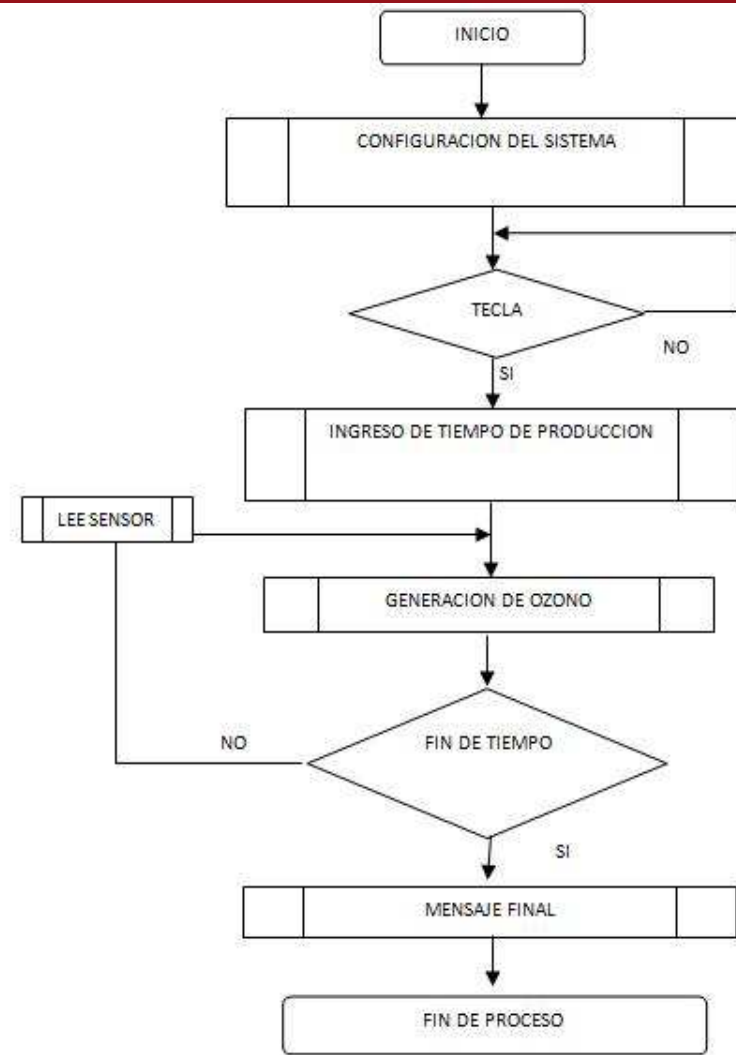 INICIO
CONFIGURACION DEL SISTEMA
TECLA
NO
SI
INGRESO DE TIEMPO DE PRODUCCION
LEE SENSOR
GENERACION DE OZONO
NO
FIN DE TIEMPO
SI
MENSAJE FINAL
FIN DE PROCESO